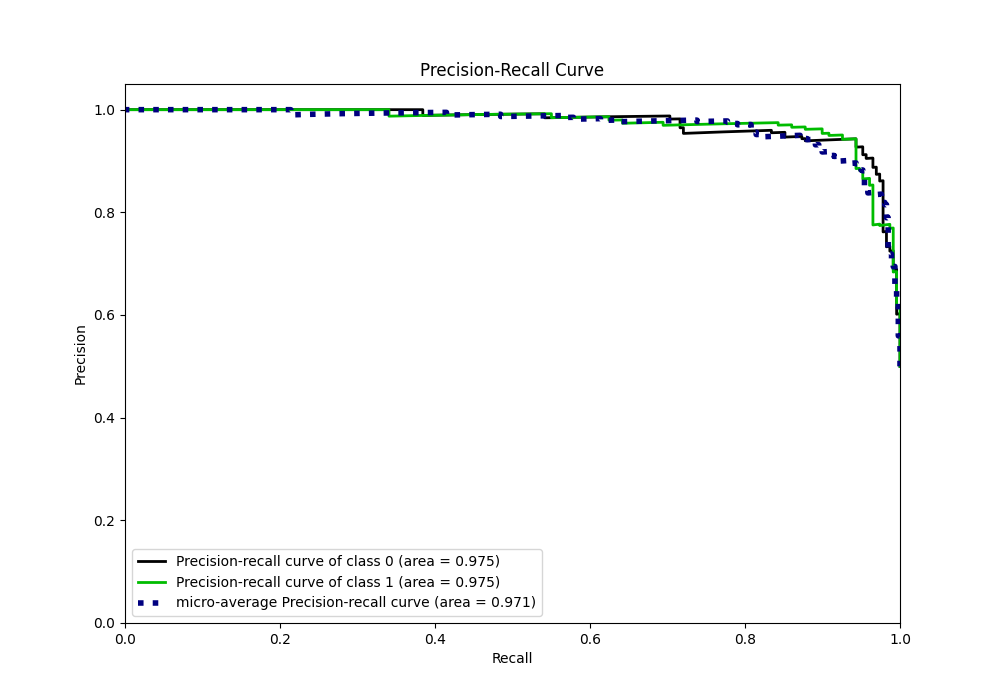 Precision-Recall Curve
1.0
0.8
0.6
0.4
0.2
0.0
Precision
Precision-recall curve of class 0 (area = 0.975)
Precision-recall curve of class 1 (area = 0.975)
micro-average Precision-recall curve (area = 0.971)
0.0 0.2 0.4 0.6 0.8 1.0
Recall